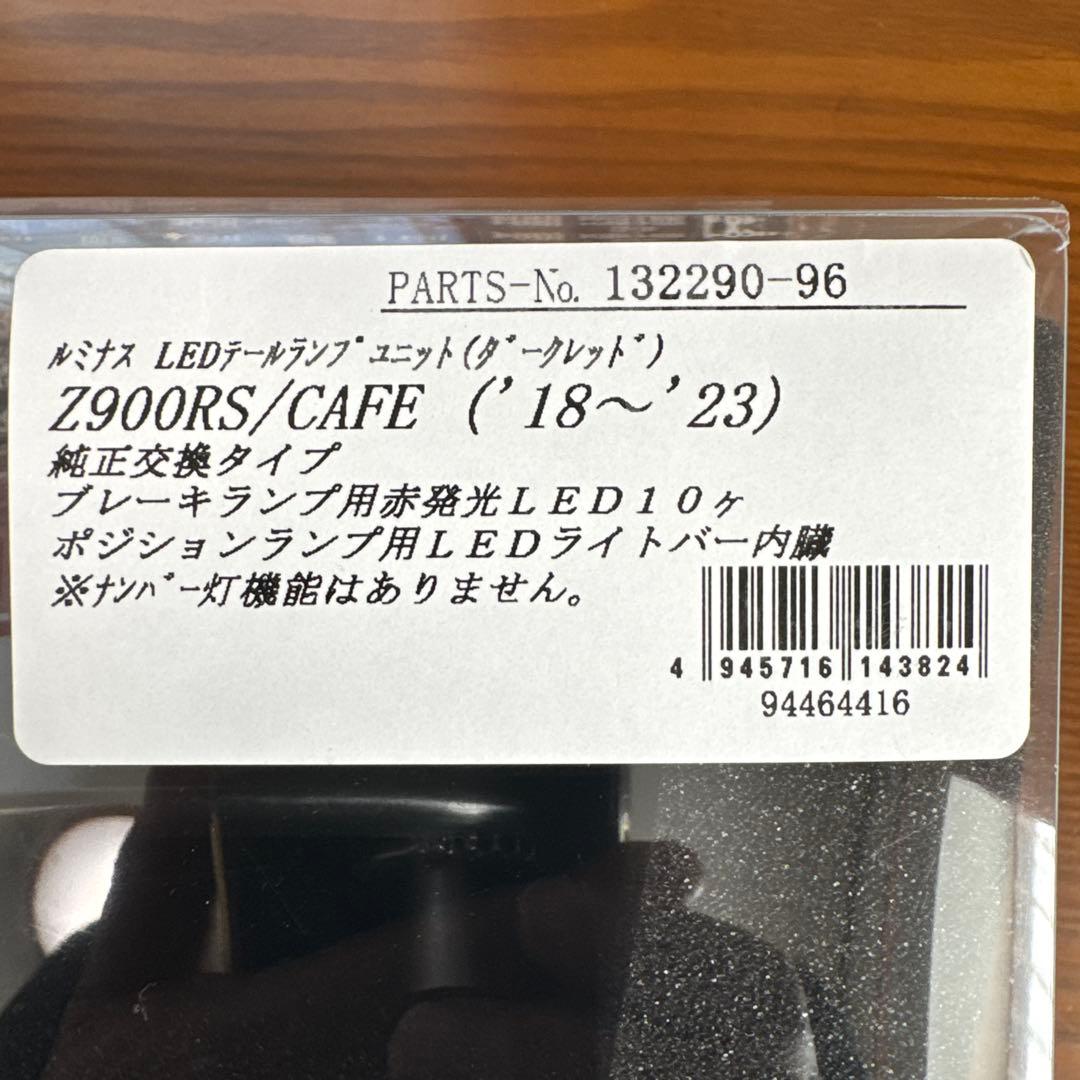 PARTS-No. 132290-96
ﾙﾐﾅｽ LEDﾃｰﾙﾗﾝﾌﾟﾕﾆｯﾄ(ﾀﾞｰｸﾚｯﾄﾞ)
Z900RS/CAFE ('18～'23)
純正交換タイプ
ブレーキランプ用赤発光ＬＥＤ１０ヶ
ポジションランプ用ＬＥＤライトバー内臓
※ﾅﾝﾊﾞｰ灯機能はありません。
4 945716 143824
94464416